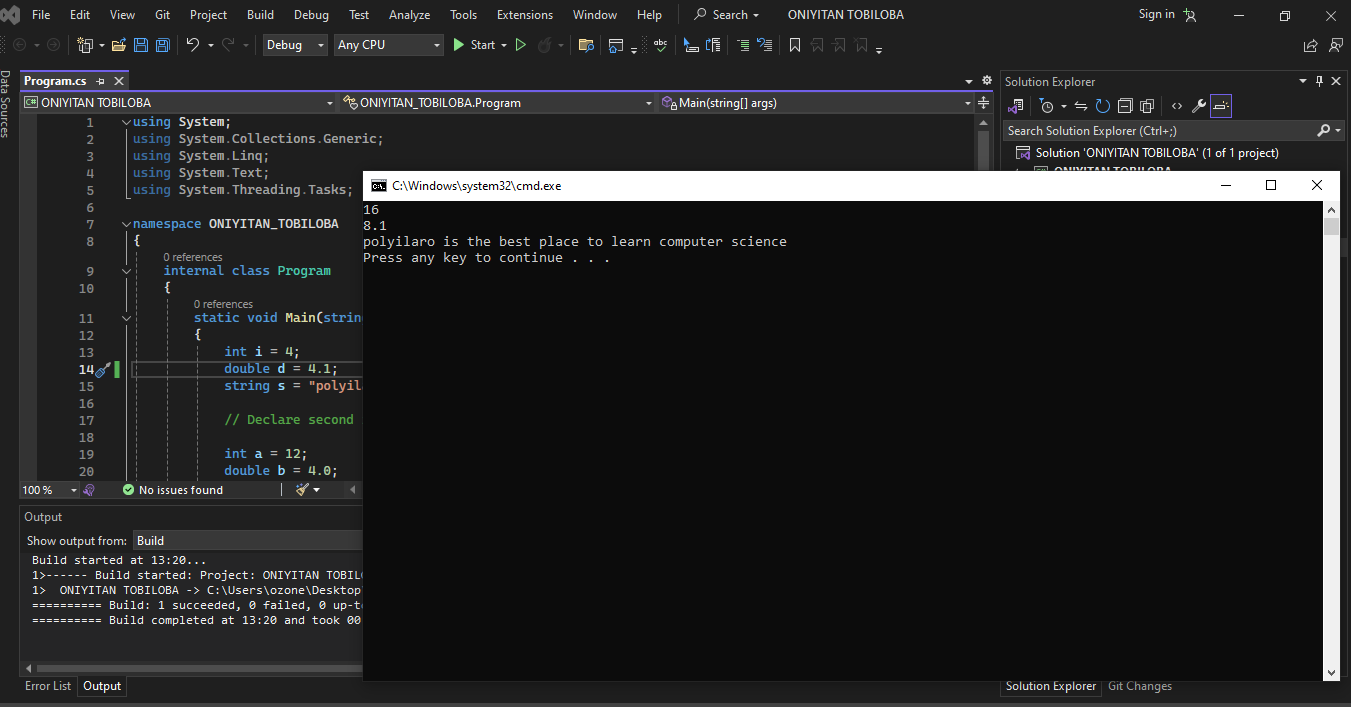 File Edit View Git Project Build Debug Test Analyze Tools Extensions Window Help Search ONIYITAN TOBILOBA Sign in
Debug Any CPU Start
Data Sources
Program.cs
ONIYITAN TOBILOBA ONIYITAN_TOBILOBA.Program Main(string[] args)
1 using System;
2 using System.Collections.Generic;
3 using System.Linq;
4 using System.Text;
5 using System.Threading.Tasks;
6
7 namespace ONIYITAN_TOBILOBA
8 {
0 references
9 internal class Program
10 {
0 references
11 static void Main(strin
12 {
13 int i = 4;
14 double d = 4.1;
15 string s = "polyil
16
17 // Declare second
18
19 int a = 12;
20 double b = 4.0;
100 % No issues found
Output
Show output from: Build
Build started at 13:20...
1>------ Build started: Project: ONIYITAN TOBILO
1> ONIYITAN TOBILOBA -> C:\Users\ozone\Desktop\
========== Build: 1 succeeded, 0 failed, 0 up-to
========== Build completed at 13:20 and took 00
Error List Output
C:\Windows\system32\cmd.exe
16
8.1
polyilaro is the best place to learn computer science
Press any key to continue . . .
Solution Explorer
Search Solution Explorer (Ctrl+;)
Solution 'ONIYITAN TOBILOBA' (1 of 1 project)
ONIYITAN TOBILOBA
Solution Explorer Git Changes